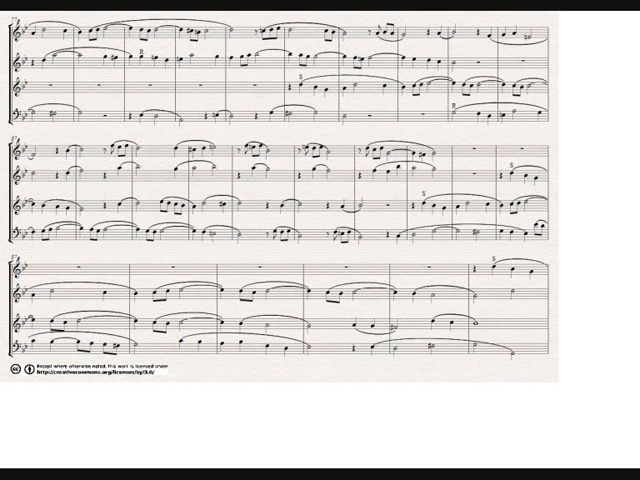 R
S
R
S
S
S
Except where otherwise noted, this work is licensed under
http://creativecommons.org/licenses/by/3.0/